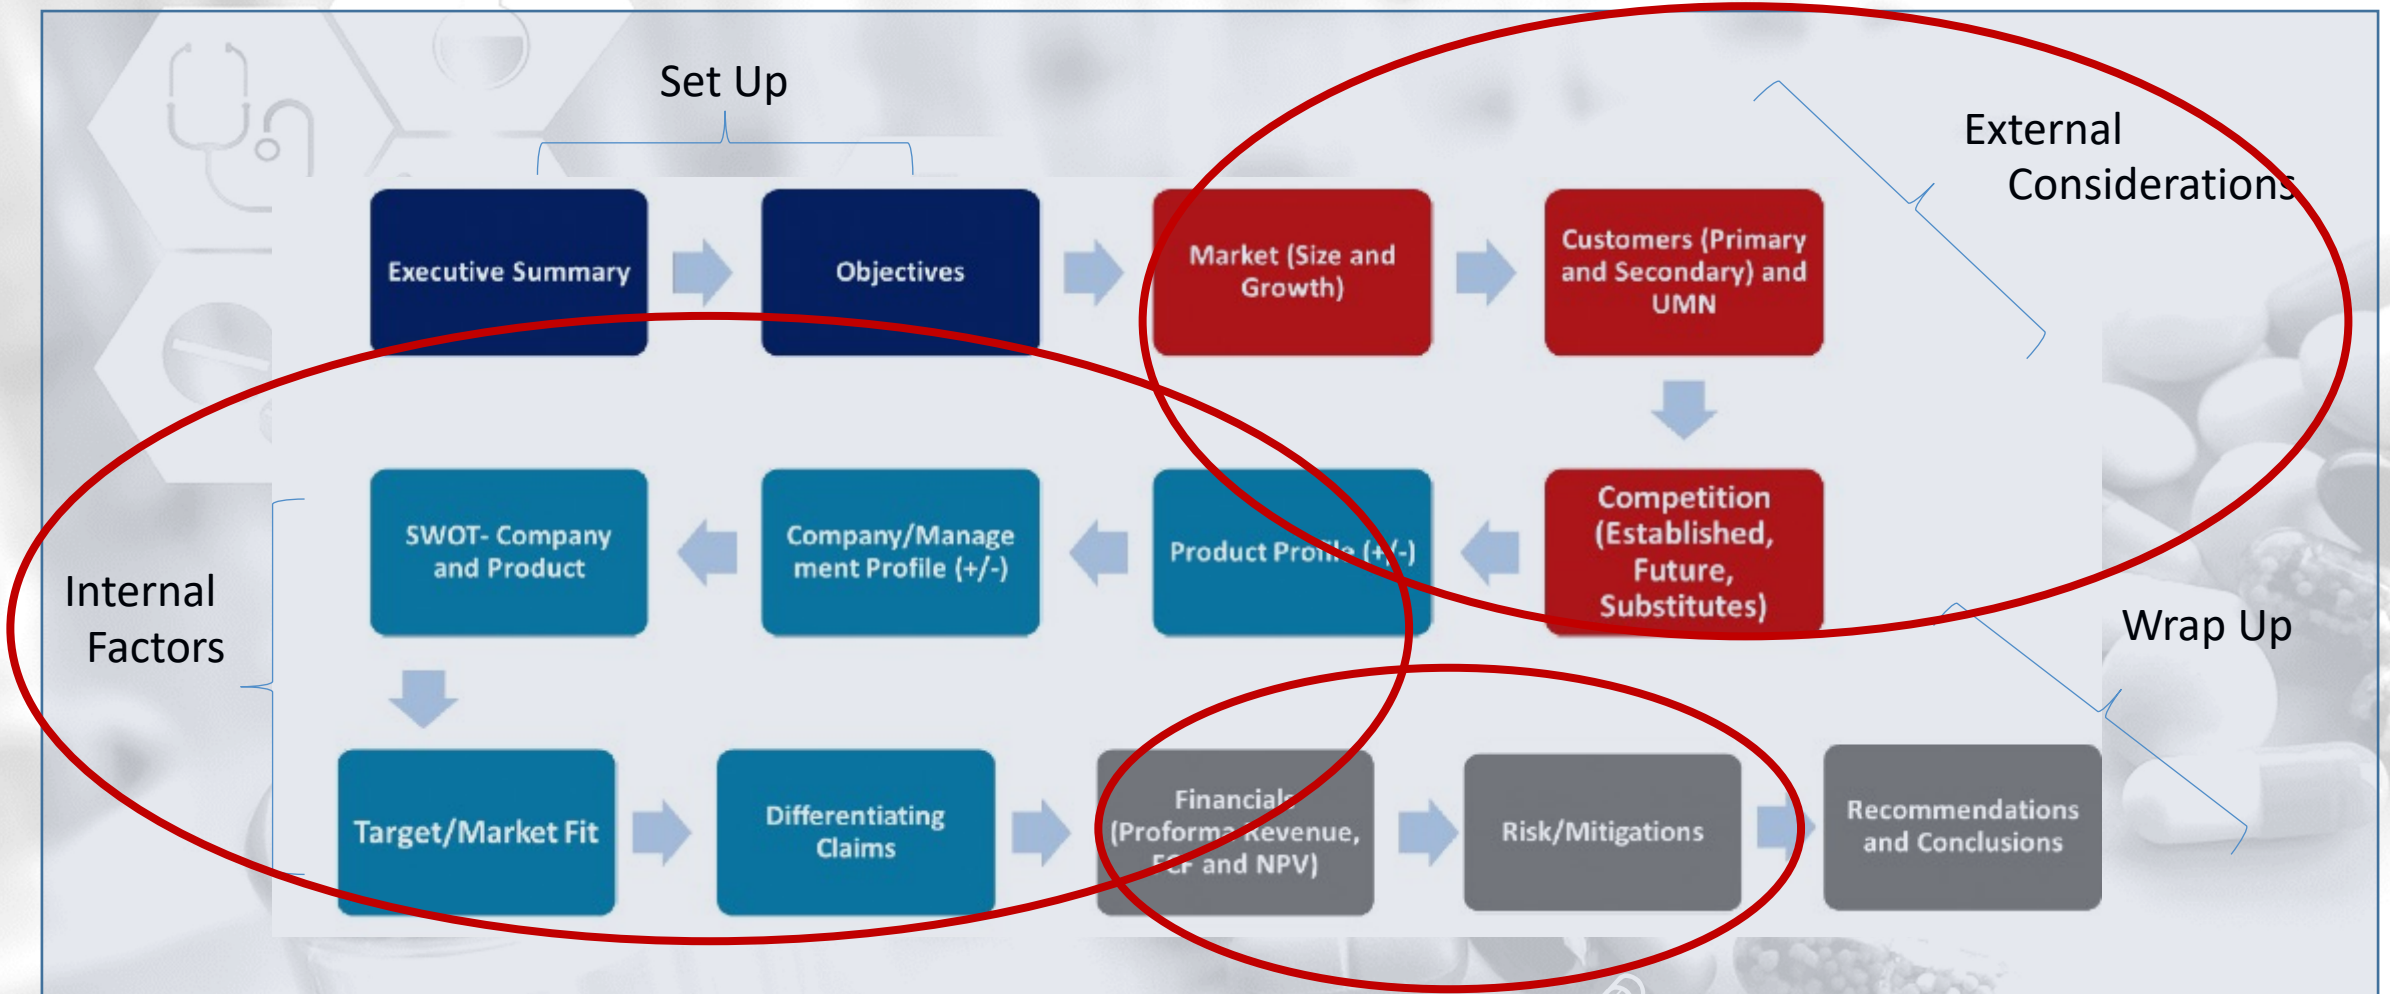 Set Up
External
Considerations
Executive Summary
Objectives
Market (Size and
Growth)
Customers (Primary
and Secondary) and
UMN
SWOT- Company
and Product
Company/Manage
ment Profile (+/-)
Product Profile (+/-)
Competition
(Established,
Future,
Substitutes)
Internal
Factors
Wrap Up
Target/Market Fit
Differentiating
Claims
Financials
(Proforma Revenue,
FCF and NPV)
Risk/Mitigations
Recommendations
and Conclusions